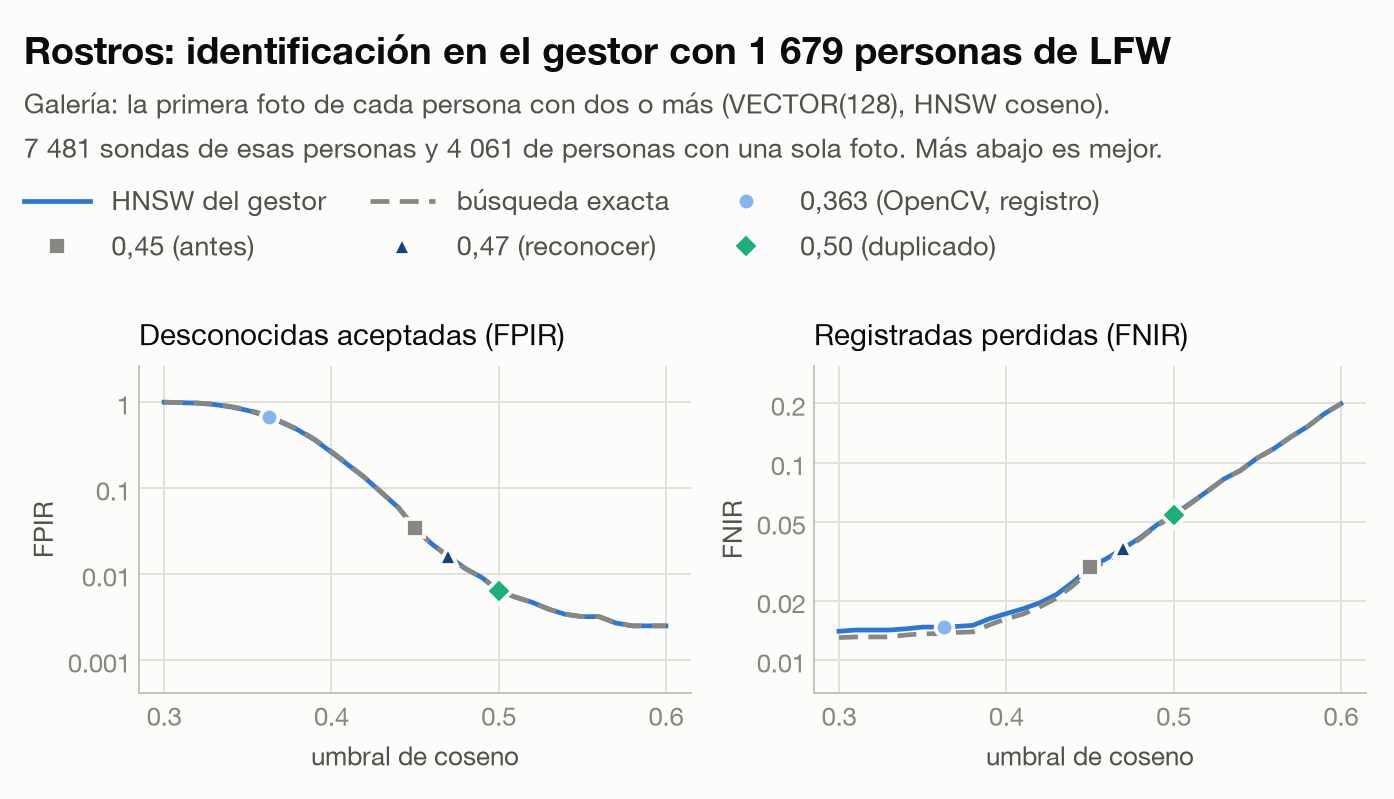 Rostros: identificación en el gestor con 1 679 personas de LFW
Galería: la primera foto de cada persona con dos o más (VECTOR(128), HNSW coseno).
7 481 sondas de esas personas y 4 061 de personas con una sola foto. Más abajo es mejor.
HNSW del gestor búsqueda exacta 0,363 (OpenCV, registro)
0,45 (antes) 0,47 (reconocer) 0,50 (duplicado)
Desconocidas aceptadas (FPIR)
FPIR
1
0.1
0.01
0.001
0.3 0.4 0.5 0.6
umbral de coseno
Registradas perdidas (FNIR)
FNIR
0.2
0.1
0.05
0.02
0.01
0.3 0.4 0.5 0.6
umbral de coseno